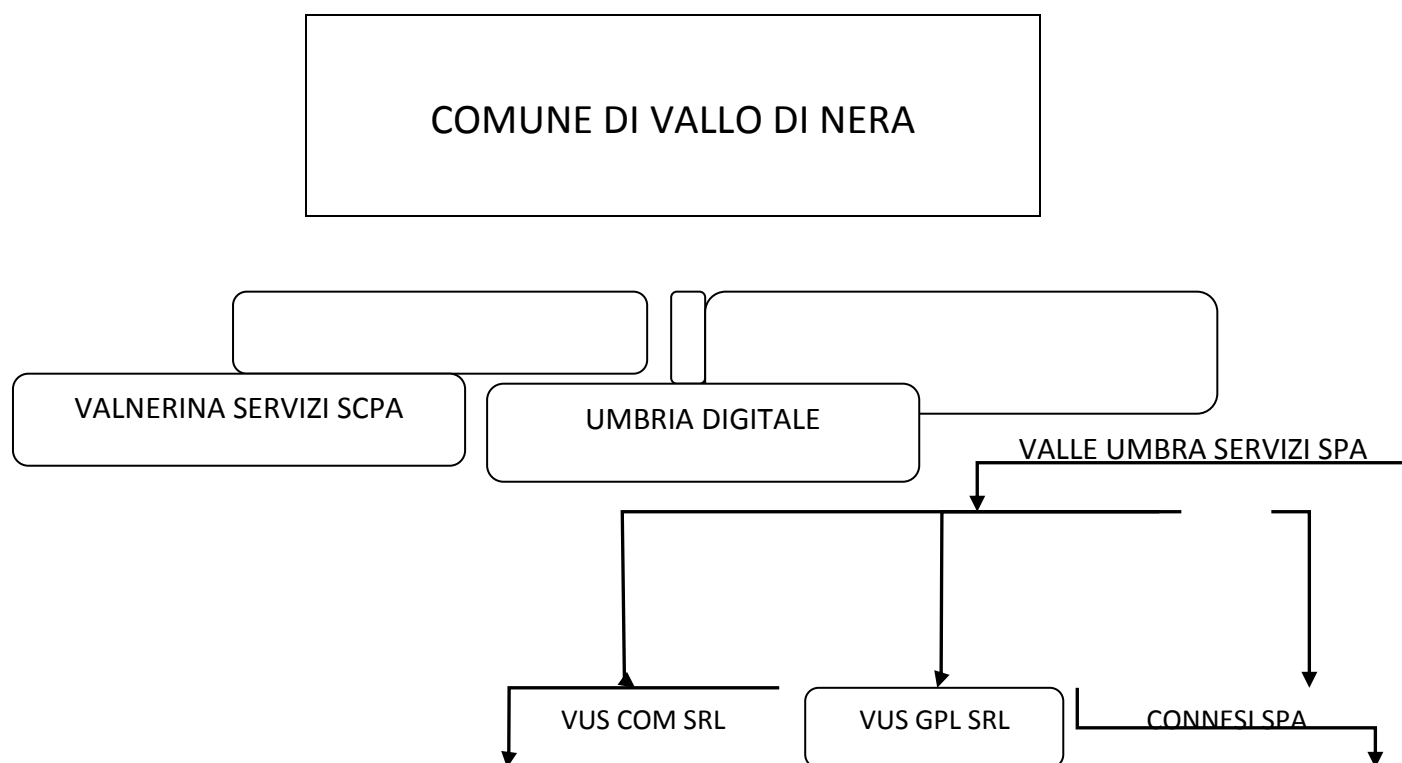 COMUNE DI VALLO DI NERA
VALNERINA SERVIZI SCPA
UMBRIA DIGITALE
VALLE UMBRA SERVIZI SPA
VUS COM SRL
VUS GPL SRL
CONNESI SPA